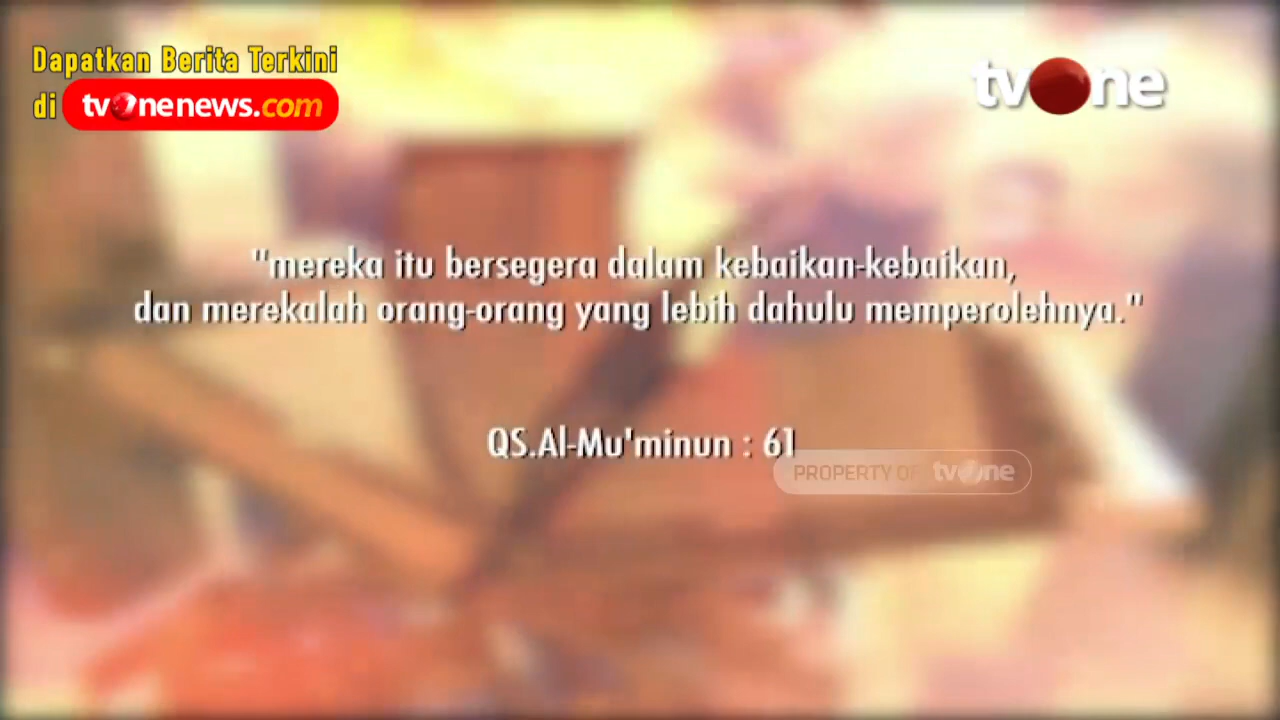 Dapatkan Berita Terkini
di tvOnenews.com
tvOne
"mereka itu bersegera dalam kebaikan-kebaikan,
dan merekalah orang-orang yang lebih dahulu memperolehnya."
QS.Al-Mu'minun : 61
PROPERTY OF tvOne